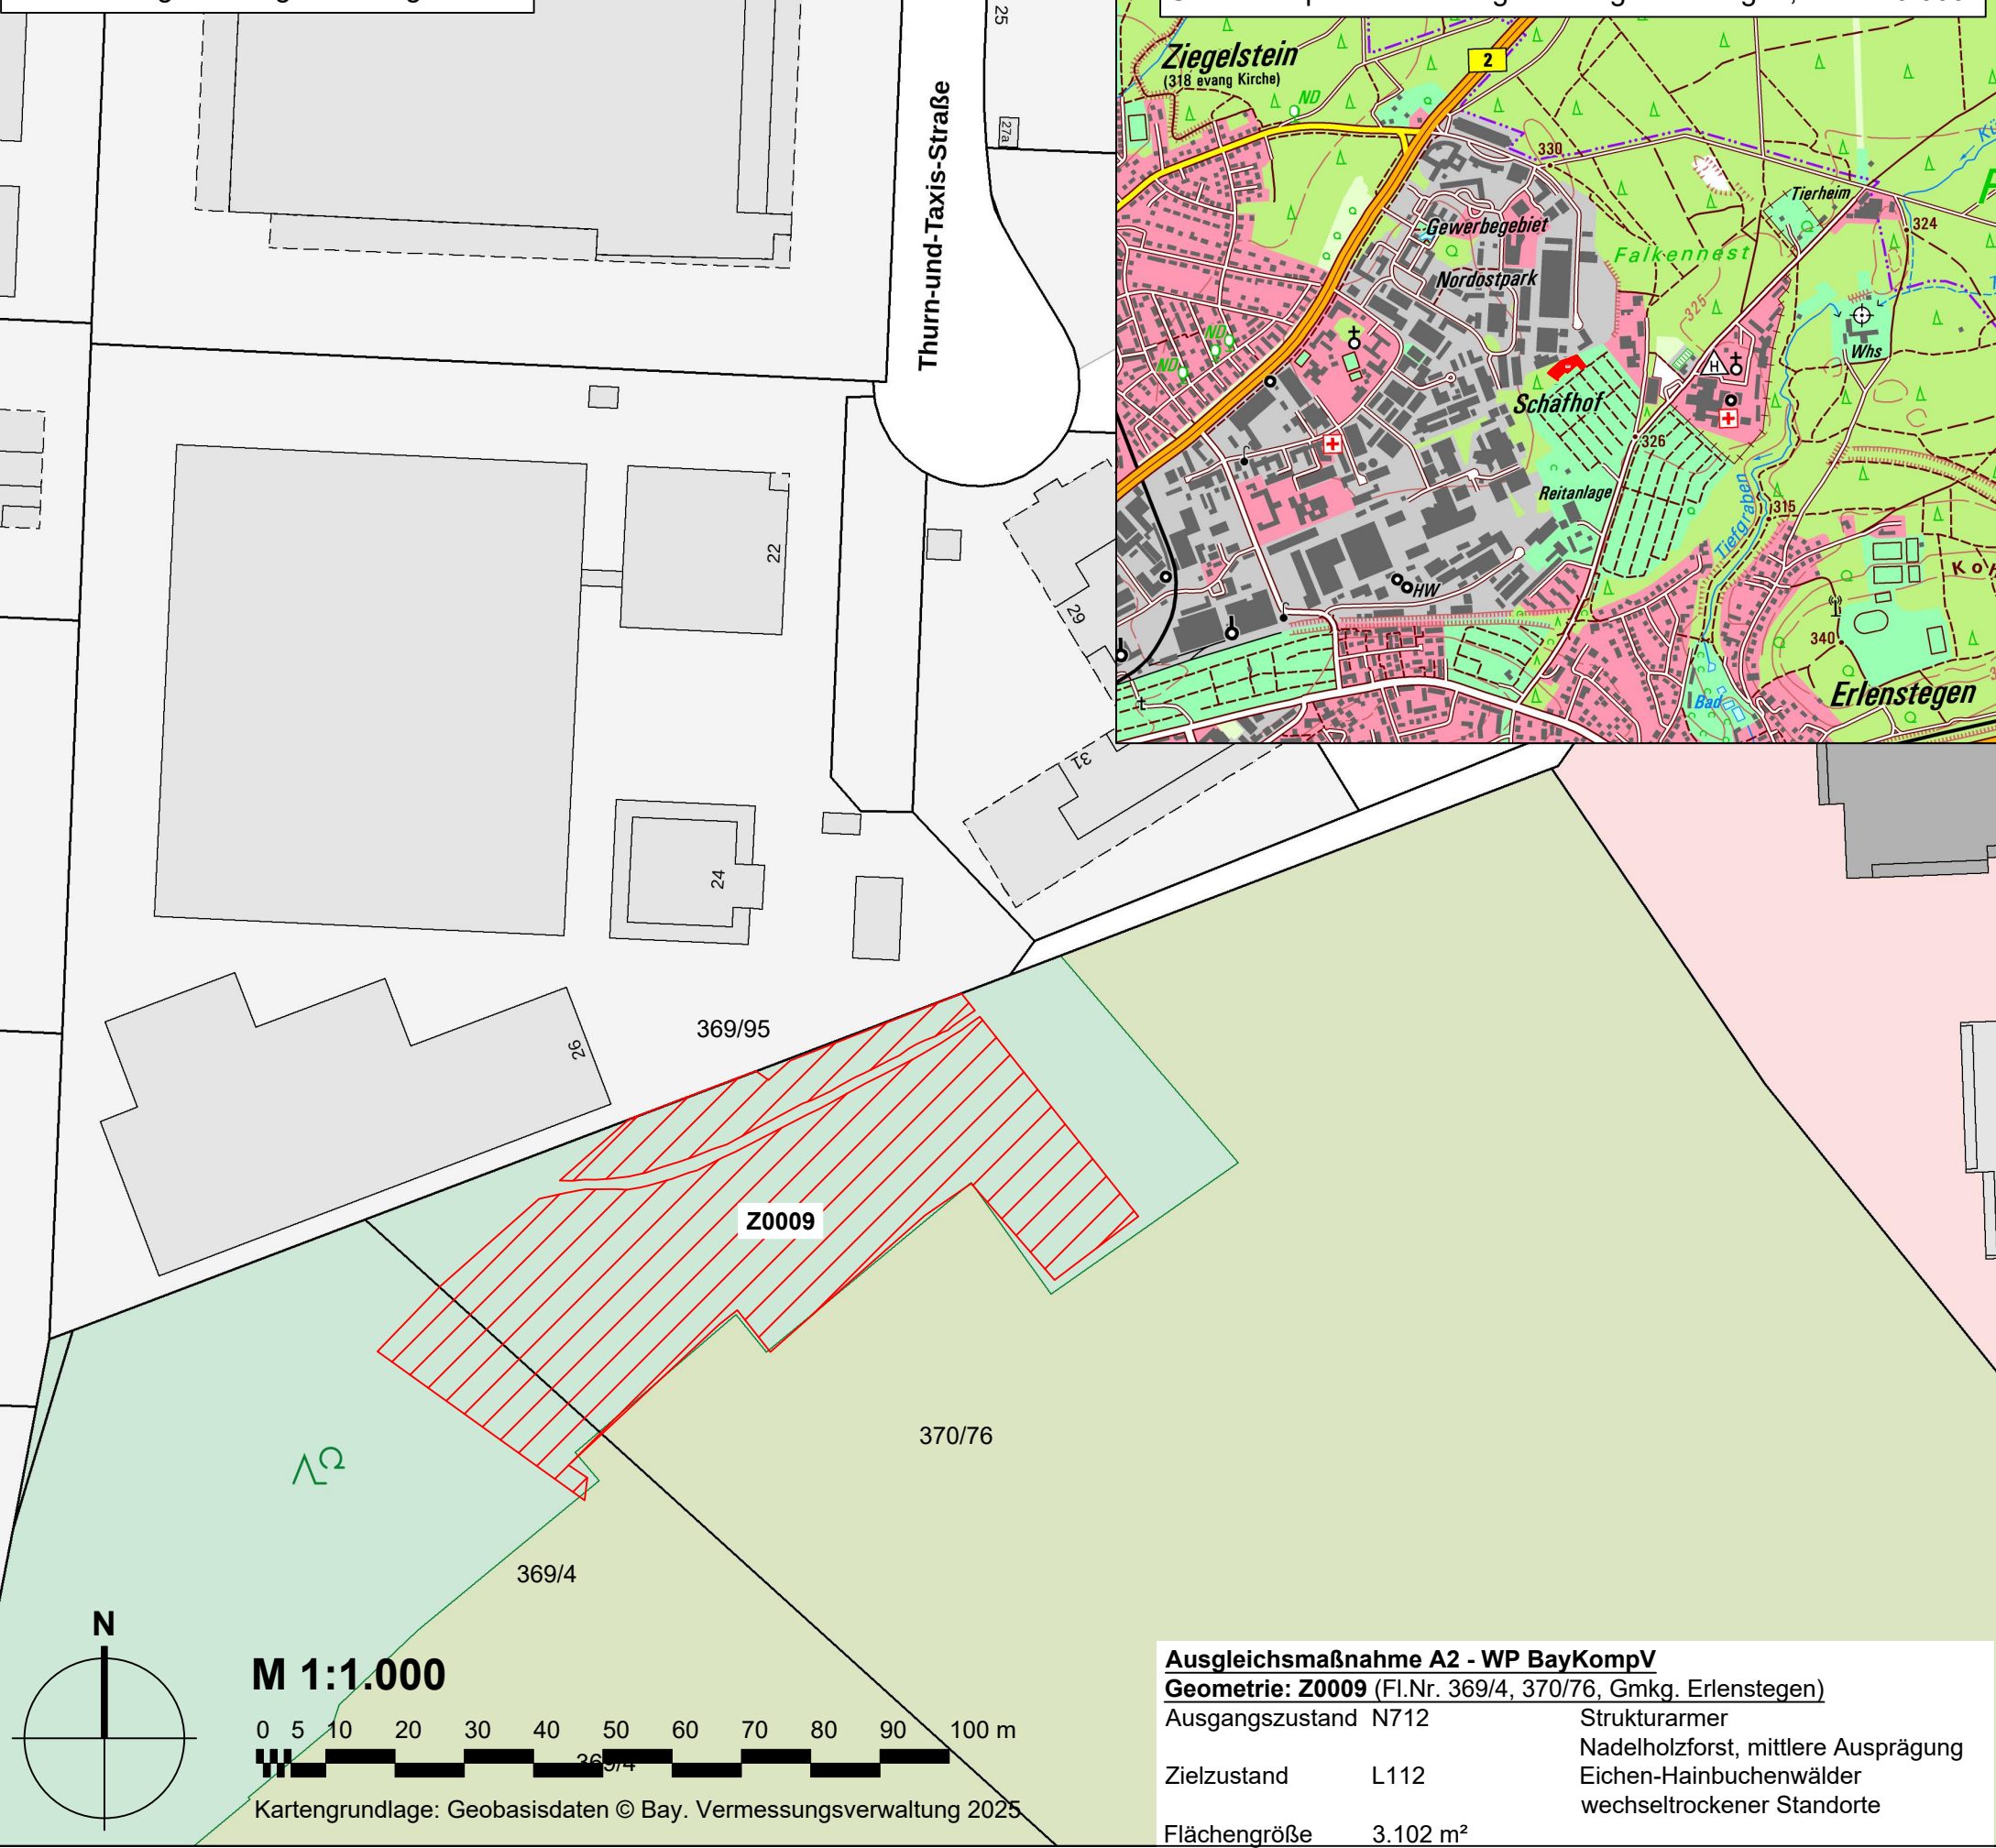 25
27a
Thurn-und-Taxis-Straße
22
29
31
24
26
369/95
Z0009
370/76
369/4
N
M 1:1.000
0 5 10 20 30 40 50 60 70 80 90 100 m
369/4
Kartengrundlage: Geobasisdaten © Bay. Vermessungsverwaltung 2025
Ziegelstein
(318 evang Kirche)
2
ND
330
Tierheim
324
Gewerbegebiet
Nordostpark
Falkennest
325
ND
ND
Whs
H
Schafhof
326
Reitanlage
315
Tiefgraben
HW
340
Bad
Erlenstegen
Ausgleichsmaßnahme A2 - WP BayKompV
Geometrie: Z0009 (Fl.Nr. 369/4, 370/76, Gmkg. Erlenstegen)
Ausgangszustand N712 Strukturarmer
Nadelholzforst, mittlere Ausprägung
Zielzustand L112 Eichen-Hainbuchenwälder
wechseltrockener Standorte
Flächengröße 3.102 m²